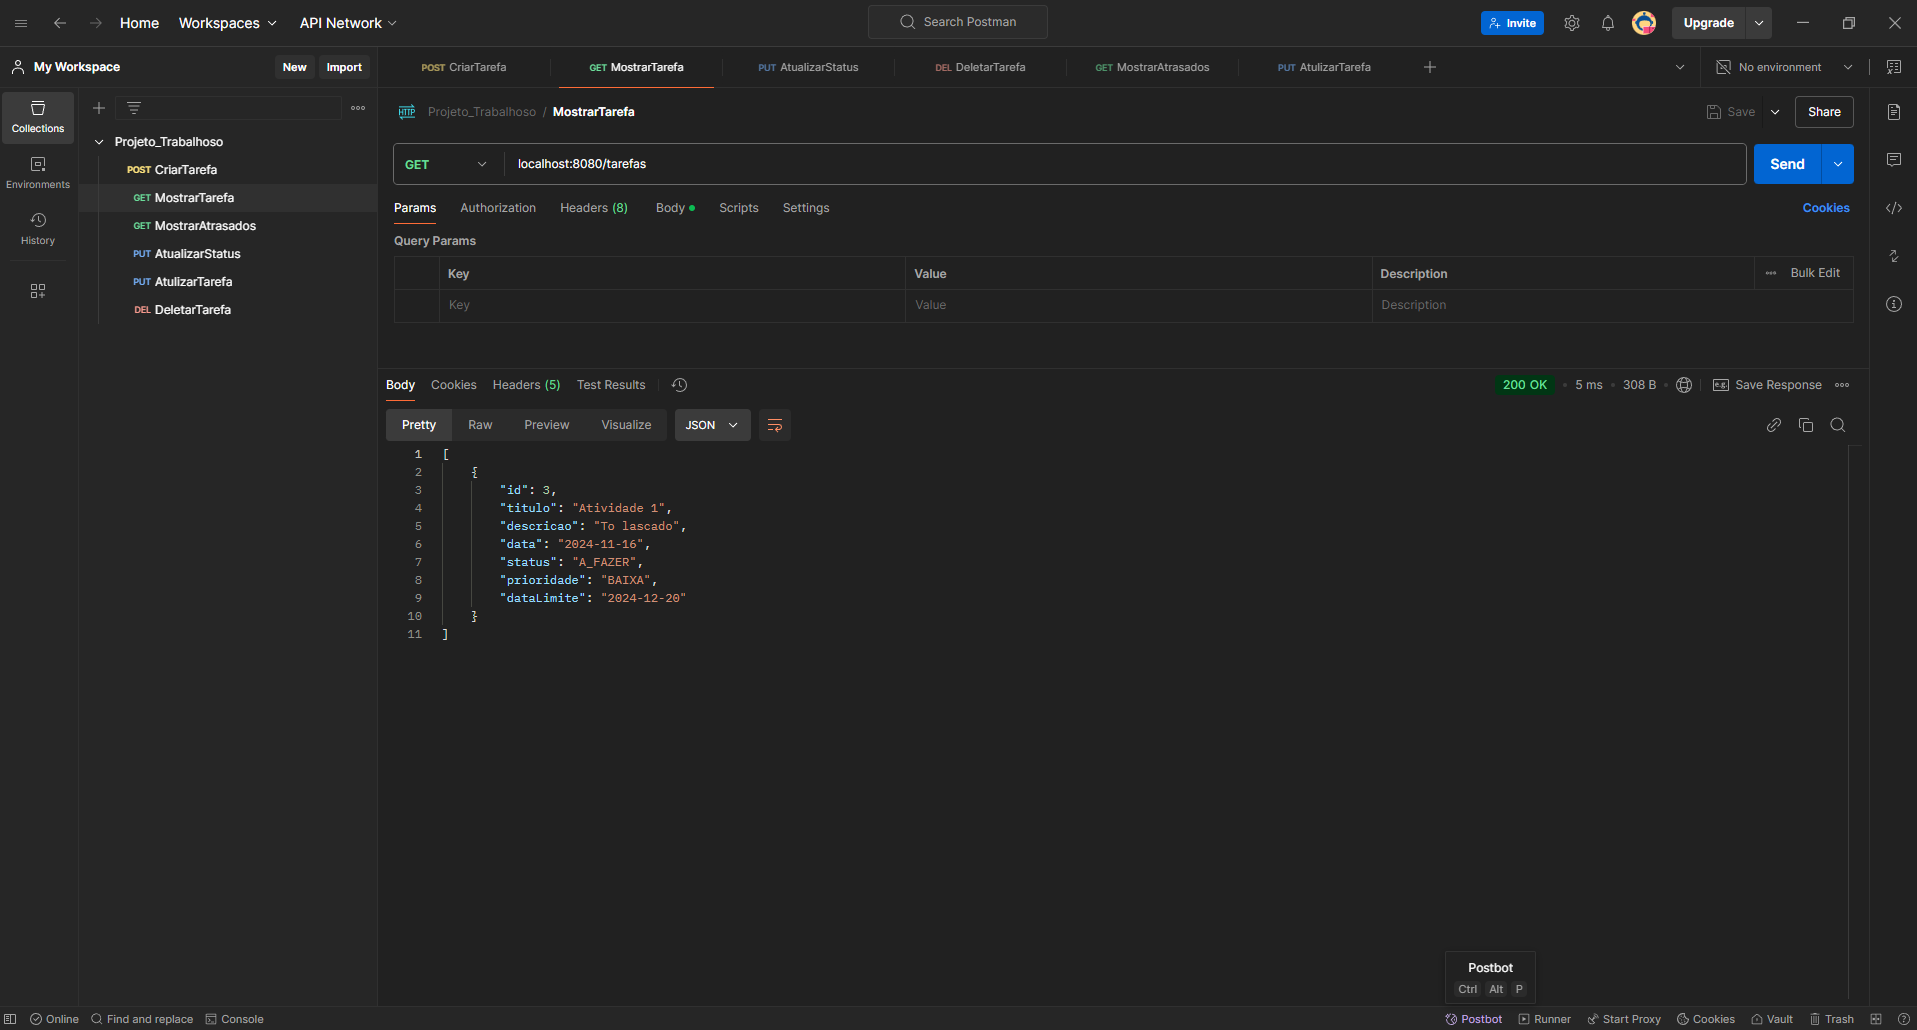 Home Workspaces API Network Search Postman Invite Upgrade
My Workspace New Import POST CriarTarefa GET MostrarTarefa PUT AtualizarStatus DEL DeletarTarefa GET MostrarAtrasados PUT AtulizarTarefa No environment
Collections
Environments
History
Projeto_Trabalhoso
POST CriarTarefa
GET MostrarTarefa
GET MostrarAtrasados
PUT AtualizarStatus
PUT AtulizarTarefa
DEL DeletarTarefa
HTTP Projeto_Trabalhoso / MostrarTarefa Save Share
GET localhost:8080/tarefas Send
Params Authorization Headers (8) Body Scripts Settings Cookies
Query Params
Key Value Description Bulk Edit
Key Value Description
Body Cookies Headers (5) Test Results 200 OK 5 ms 308 B e.g. Save Response
Pretty Raw Preview Visualize JSON
1 [
2 {
3 "id": 3,
4 "titulo": "Atividade 1",
5 "descricao": "To lascado",
6 "data": "2024-11-16",
7 "status": "A_FAZER",
8 "prioridade": "BAIXA",
9 "dataLimite": "2024-12-20"
10 }
11 ]
Postbot
Ctrl Alt P
Online Find and replace Console Postbot Runner Start Proxy Cookies Vault Trash